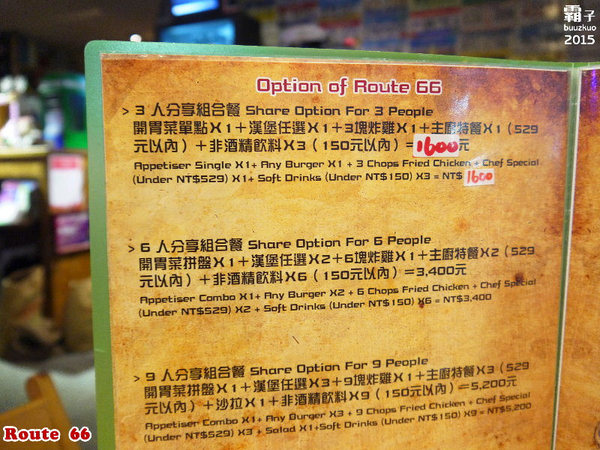 霸子
buuzkuo
2015
Option of Route 66
> 3 人分享組合餐 Share Option For 3 People
開胃菜單點X1+漢堡任選X1+3塊炸雞X1+主廚特餐X1(529
元以內)+非酒精飲料X3(150元以內)=1600元
Appetiser Single X1+ Any Burger X1 + 3 Chops Fried Chicken + Chef Special
(Under NT$529) X1+ Soft Drinks (Under NT$150) X3 = NT$ 1600
> 6 人分享組合餐 Share Option For 6 People
開胃菜拼盤X1+漢堡任選X2+6塊炸雞X1+主廚特餐X2(529
元以內)+非酒精飲料X6(150元以內)=3,400元
Appetiser Combo X1+ Any Burger X2 + 6 Chops Fried Chicken + Chef Special
(Under NT$529) X2 + Soft Drinks (Under NT$150) X6 = NT$3,400
> 9 人分享組合餐 Share Option For 9 People
開胃菜拼盤X1+漢堡任選X3+9塊炸雞X1+主廚特餐X3(529
元以內)+沙拉X1+非酒精飲料X9(150元以內)=5,200元
Appetiser Combo X1+ Any Burger X3 + 9 Chops Fried Chicken + Chef Special
(Under NT$529) X3 + Salad X1+Soft Drinks (Under NT$150) X9 = NT$5,200
Route 66